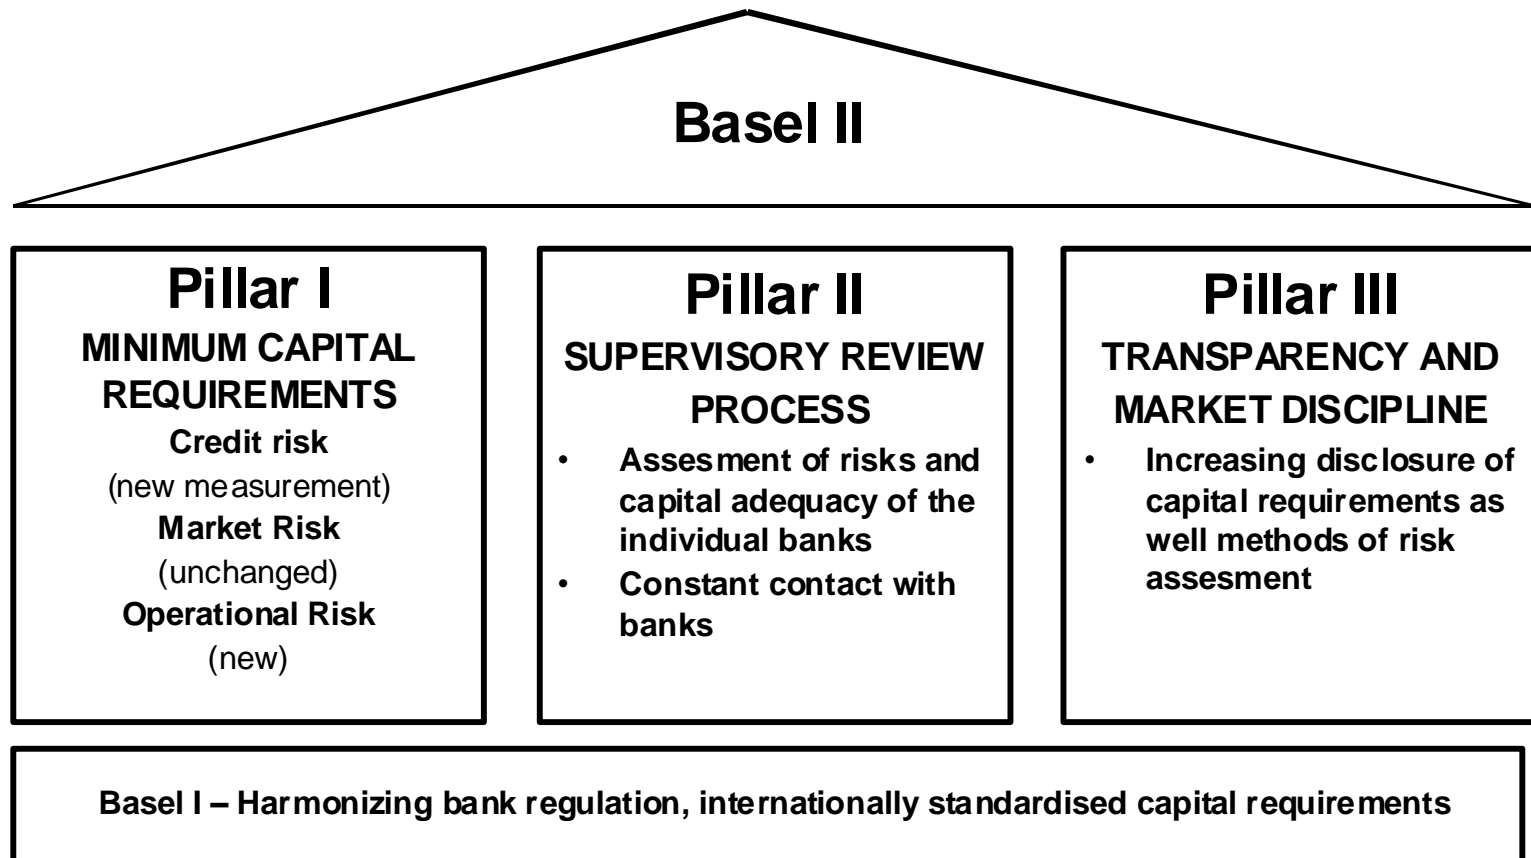 Basel II
Pillar I
MINIMUM CAPITAL
REQUIREMENTS
Credit risk
(new measurement)
Market Risk
(unchanged)
Operational Risk
(new)
Pillar II
SUPERVISORY REVIEW
PROCESS
• Assesment of risks and
capital adequacy of the
individual banks
• Constant contact with
banks
Pillar III
TRANSPARENCY AND
MARKET DISCIPLINE
• Increasing disclosure of
capital requirements as
well methods of risk
assesment
Basel I – Harmonizing bank regulation, internationally standardised capital requirements